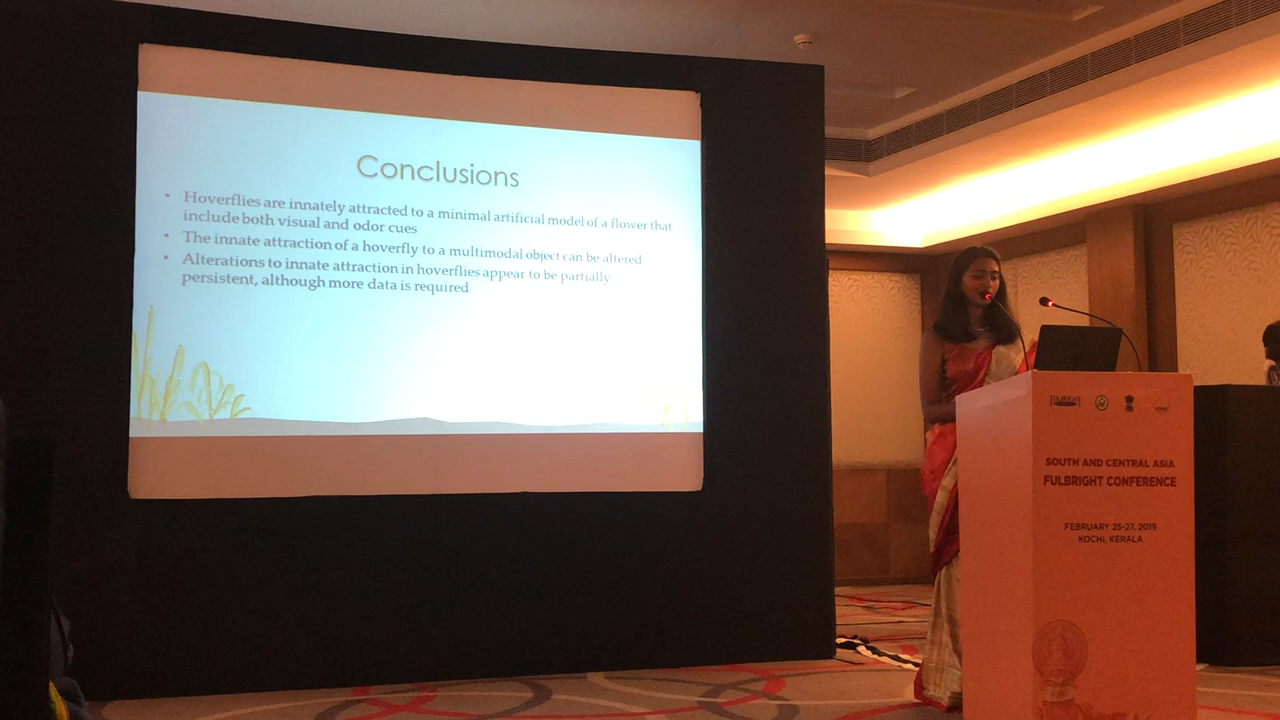 Conclusions
• Hoverflies are innately attracted to a minimal artificial model of a flower that
include both visual and odor cues
• The innate attraction of a hoverfly to a multimodal object can be altered
• Alterations to innate attraction in hoverflies appear to be partially
persistent, although more data is required
SOUTH AND CENTRAL ASIA
FULBRIGHT CONFERENCE
FEBRUARY 25-27, 2019
KOCHI, KERALA